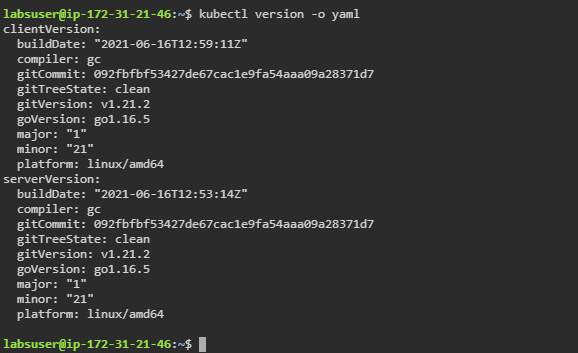 labsuser@ip-172-31-21-46:~$ kubectl version -o yaml
clientVersion:
  buildDate: "2021-06-16T12:59:11Z"
  compiler: gc
  gitCommit: 092fbfbf53427de67cac1e9fa54aaa09a28371d7
  gitTreeState: clean
  gitVersion: v1.21.2
  goVersion: go1.16.5
  major: "1"
  minor: "21"
  platform: linux/amd64
serverVersion:
  buildDate: "2021-06-16T12:53:14Z"
  compiler: gc
  gitCommit: 092fbfbf53427de67cac1e9fa54aaa09a28371d7
  gitTreeState: clean
  gitVersion: v1.21.2
  goVersion: go1.16.5
  major: "1"
  minor: "21"
  platform: linux/amd64

labsuser@ip-172-31-21-46:~$